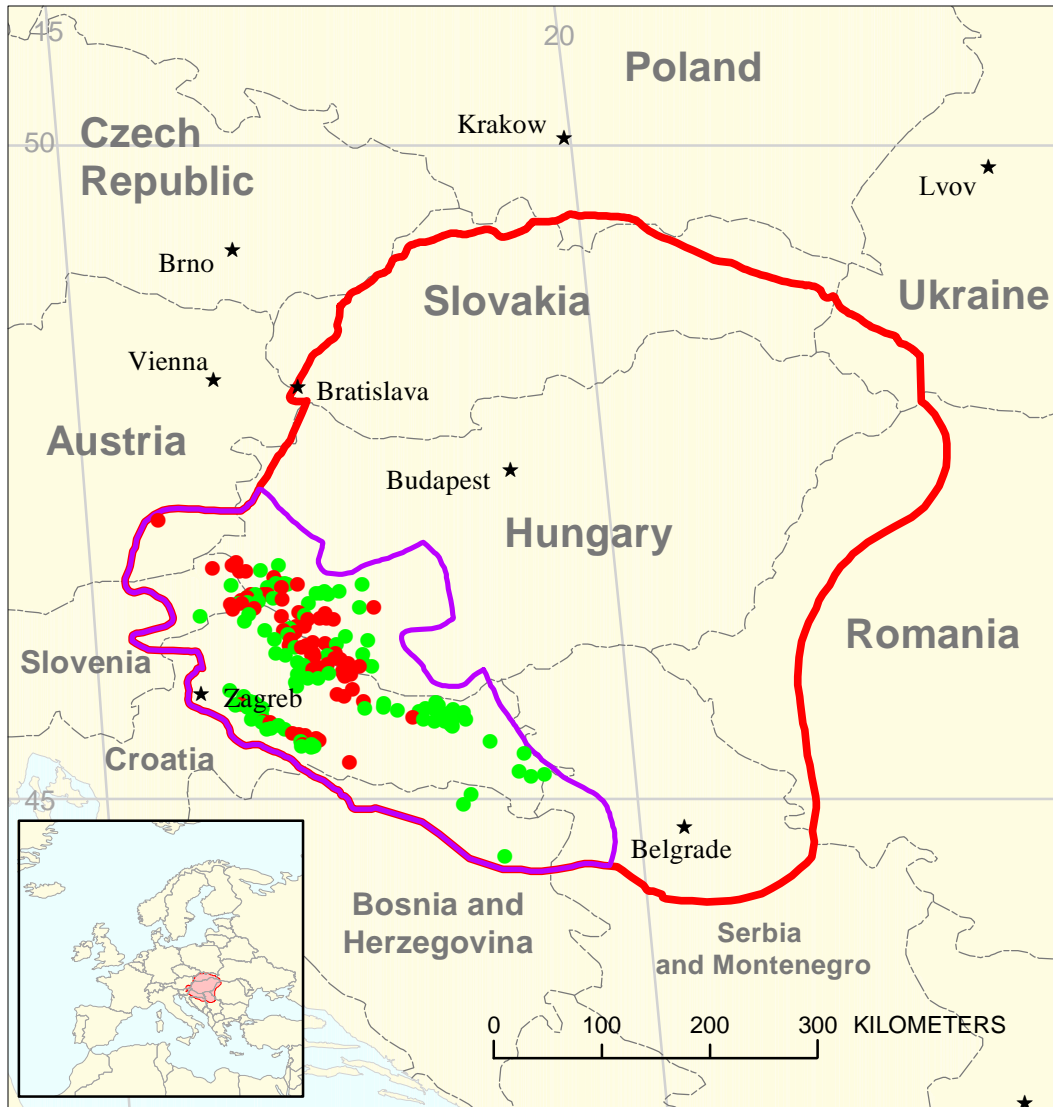 15
20
Poland
Krakow
Czech
Republic
50
Lvov
Brno
Slovakia
Ukraine
Vienna
Bratislava
Austria
Budapest
Hungary
Romania
Slovenia
Zagreb
Croatia
45
Belgrade
Bosnia and
Herzegovina
Serbia
and Montenegro
0 100 200 300 KILOMETERS